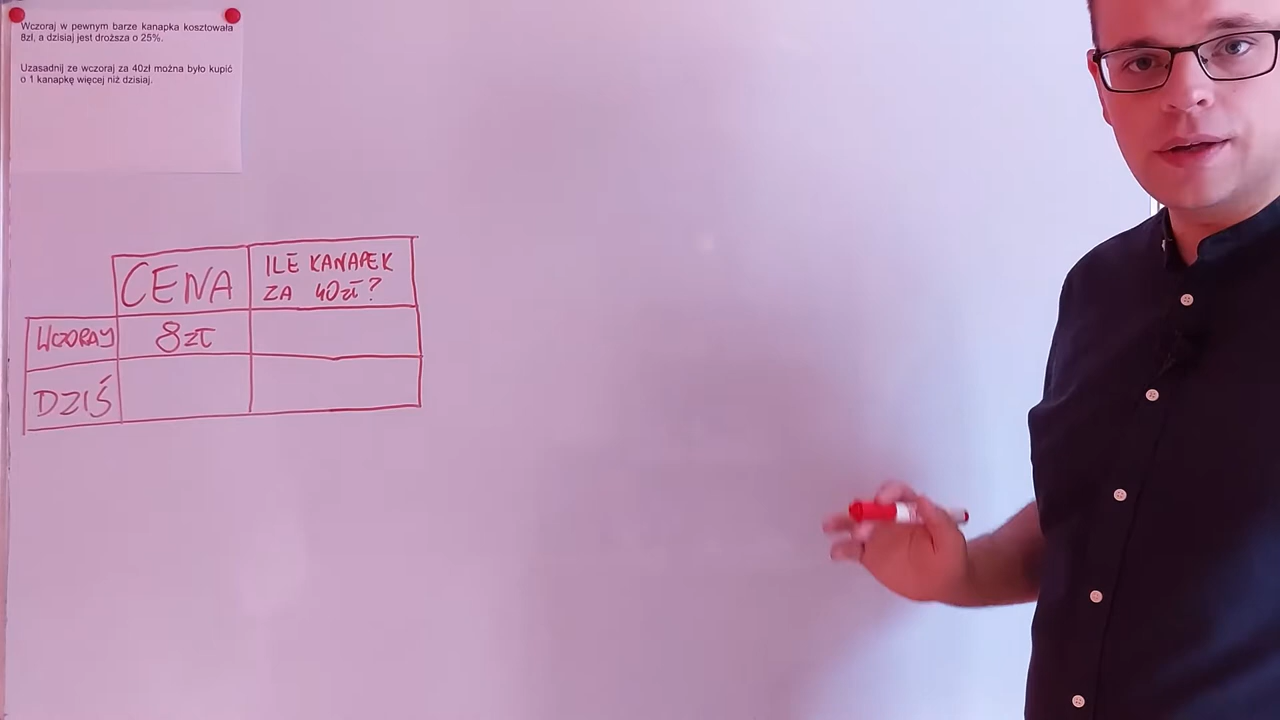 Wczoraj w pewnym barze kanapka kosztowała
8zł, a dzisiaj jest droższa o 25%.
Uzasadnij ze wczoraj za 40zł można było kupić
o 1 kanapkę więcej niż dzisiaj.
CENA
ILE KANAPEK
ZA 40zł?
WCZORAJ
8zł
DZIŚ